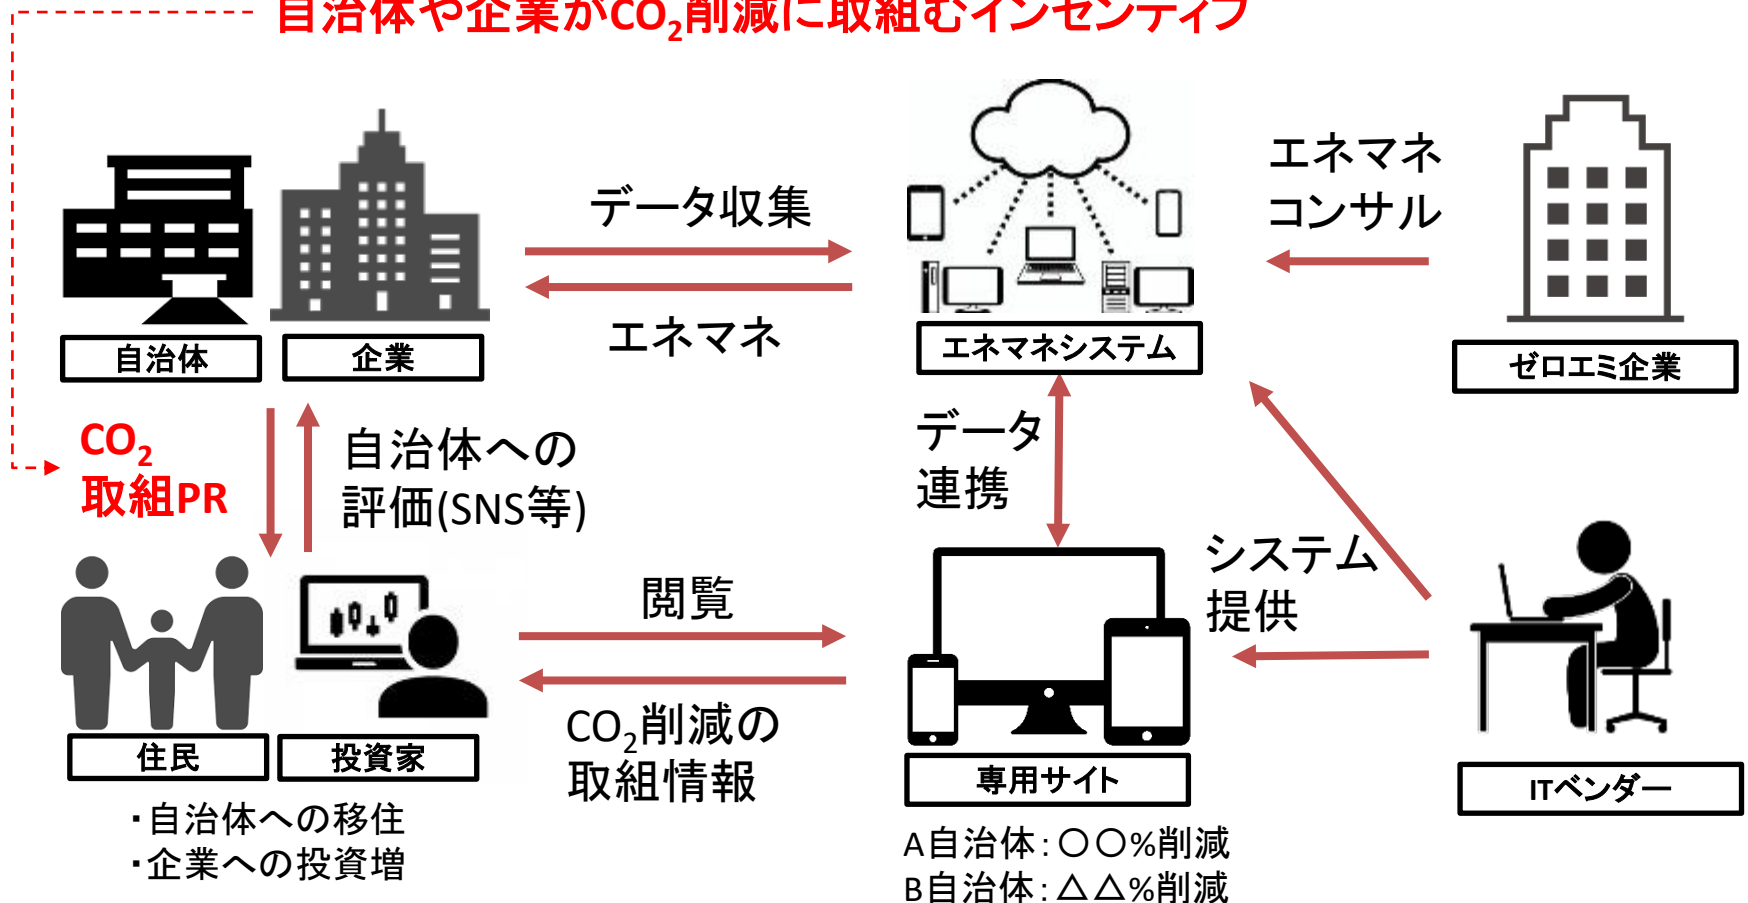 自治体や企業がCO₂削減に取組むインセンティブ
データ収集
エネマネ
コンサル
エネマネ
自治体
企業
エネマネシステム
ゼロエミ企業
CO₂
取組PR
自治体への
評価(SNS等)
データ
連携
システム
提供
閲覧
CO₂削減の
取組情報
住民
投資家
専用サイト
ITベンダー
・自治体への移住
・企業への投資増
A自治体:〇〇%削減
B自治体:△△%削減